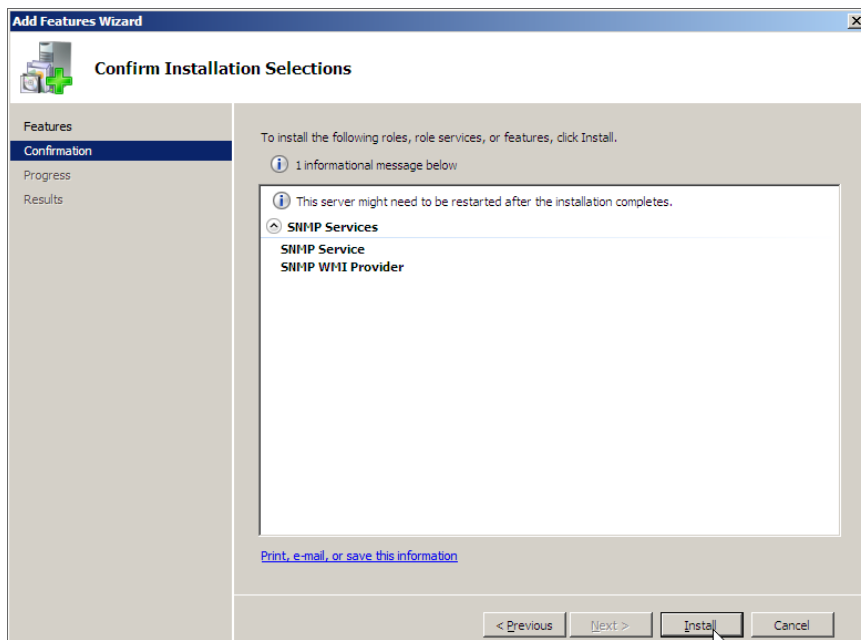 Add Features Wizard
Confirm Installation Selections
Features
Confirmation
Progress
Results
To install the following roles, role services, or features, click Install.
1 informational message below
This server might need to be restarted after the installation completes.
SNMP Services
SNMP Service
SNMP WMI Provider
Print, e-mail, or save this information
< Previous
Next >
Install
Cancel